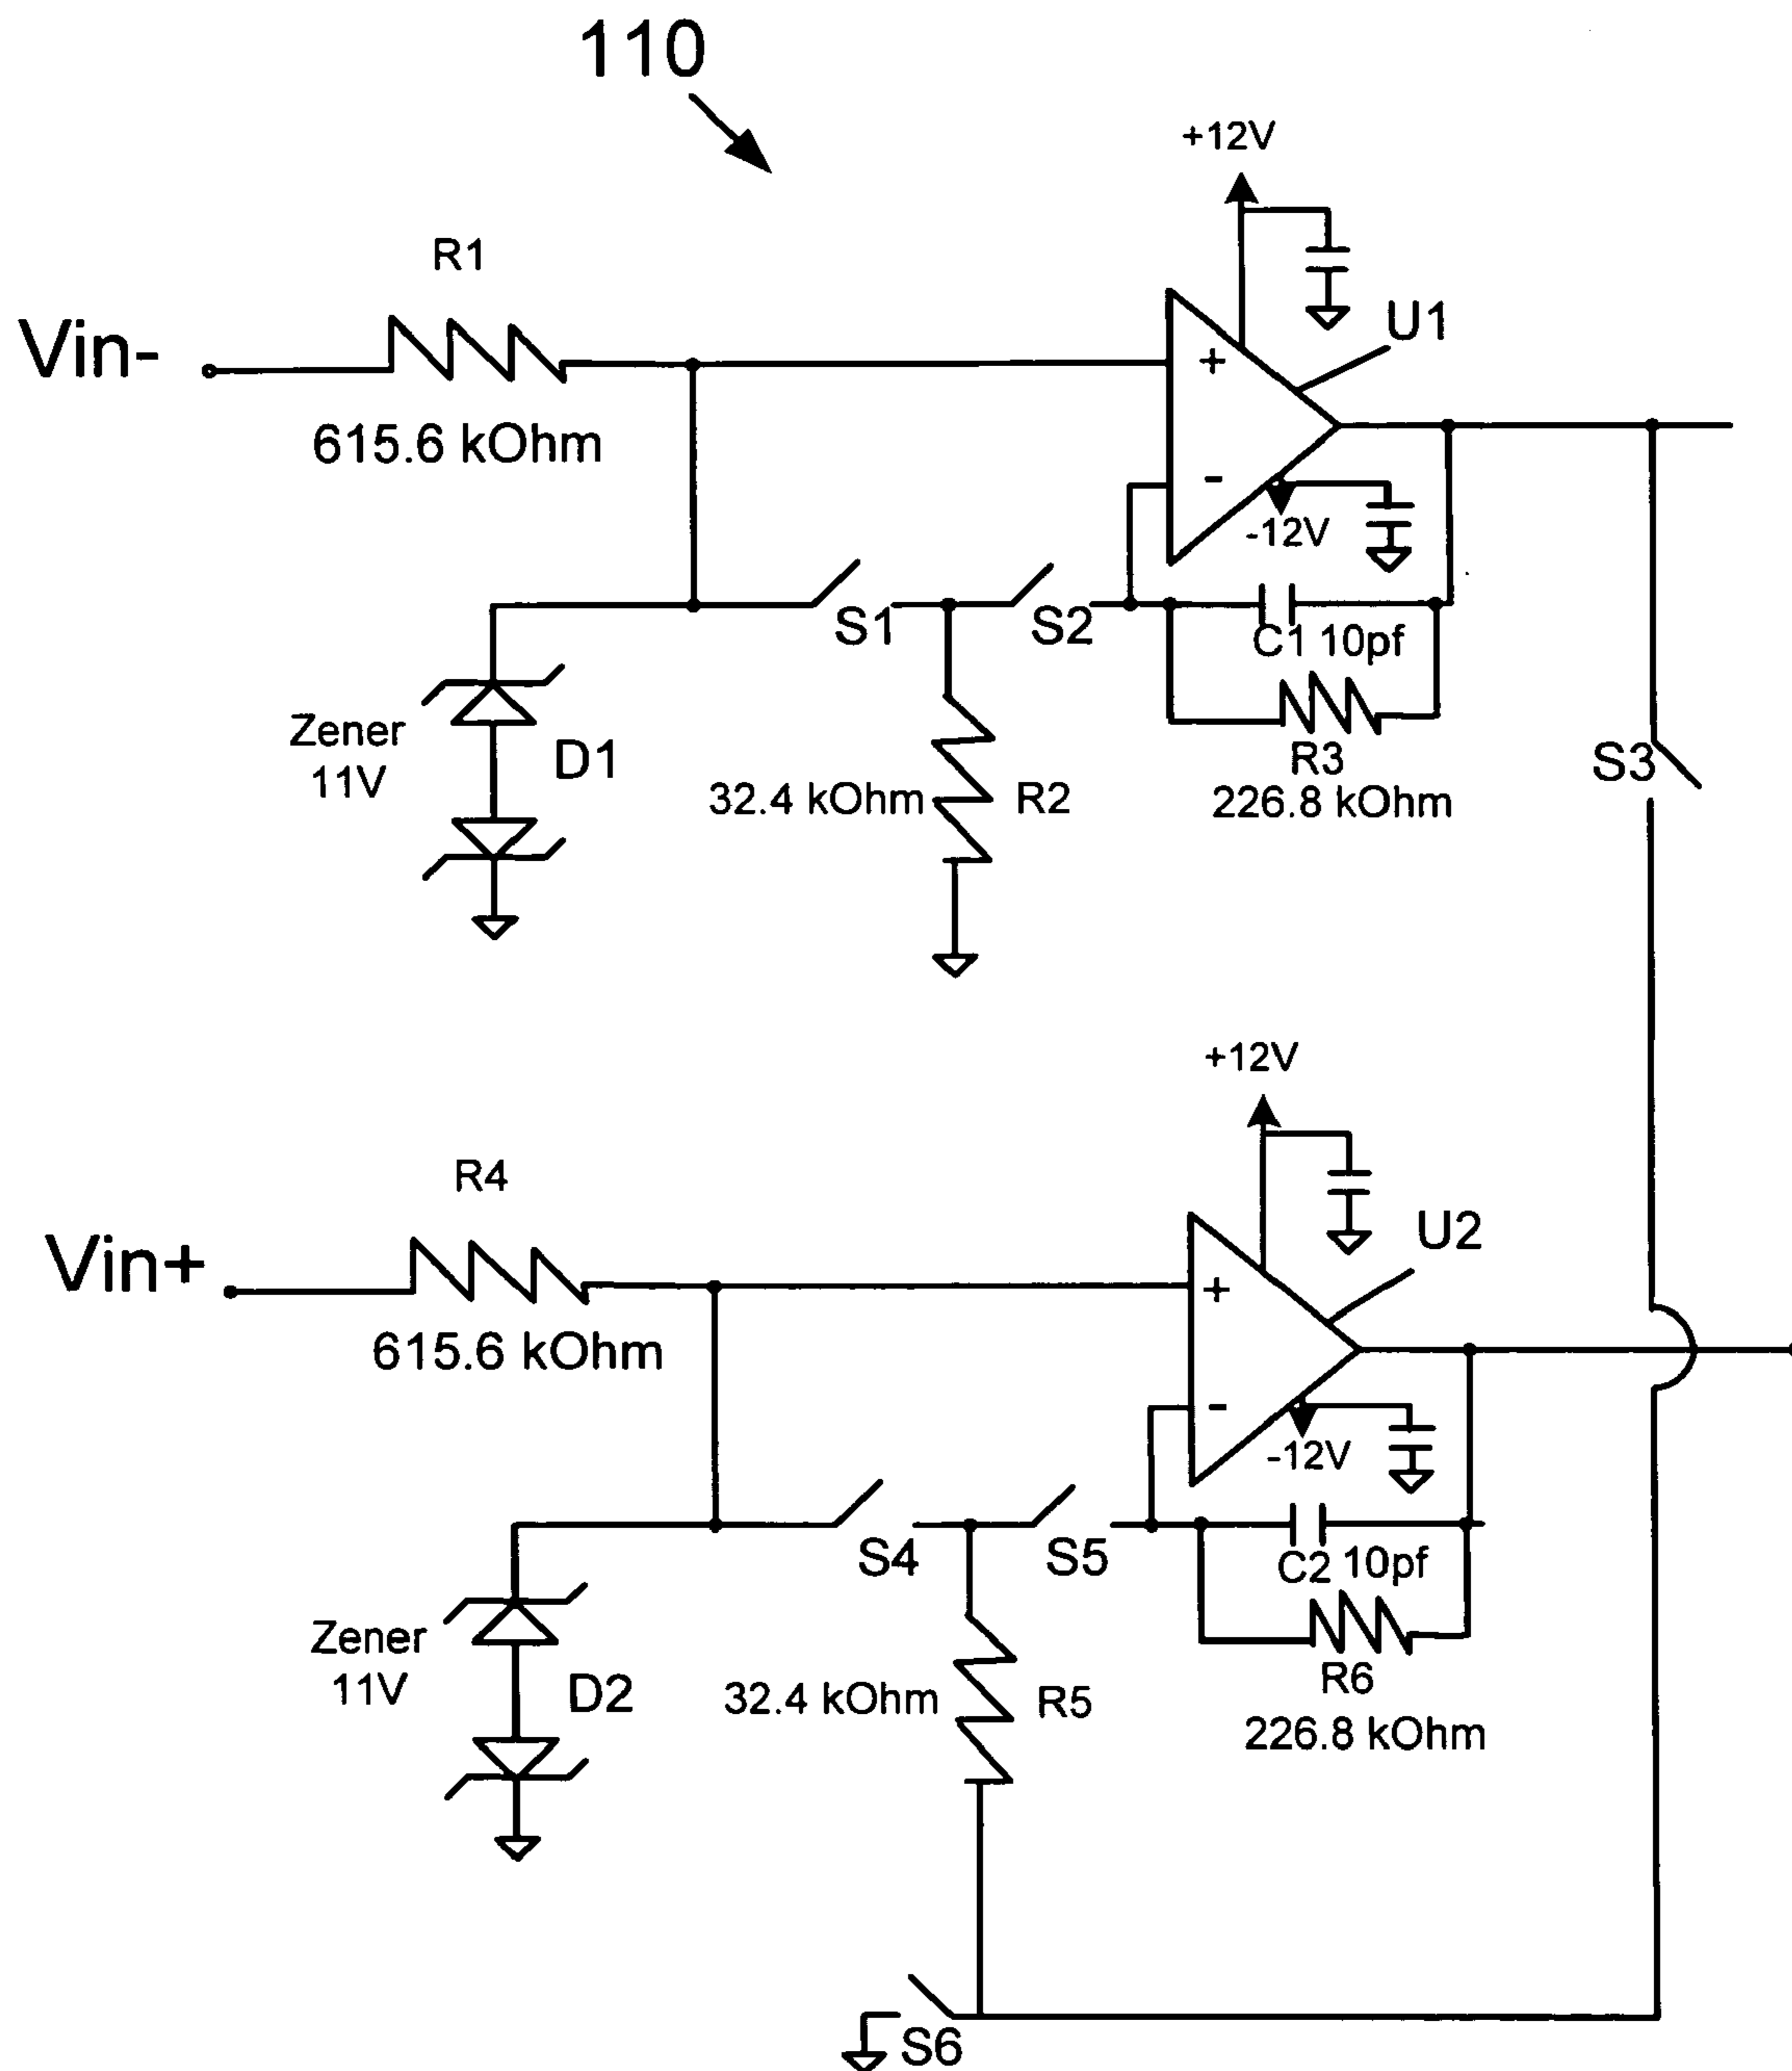 110
+12V
R1
U1
Vin-
+
615.6 kOhm
-
-12V
S1
S2
C1 10pf
Zener
11V
D1
R3
S3
32.4 kOhm
R2
226.8 kOhm
+12V
R4
U2
Vin+
+
615.6 kOhm
-
-12V
S4
S5
C2 10pf
Zener
11V
D2
R6
32.4 kOhm
R5
226.8 kOhm
S6